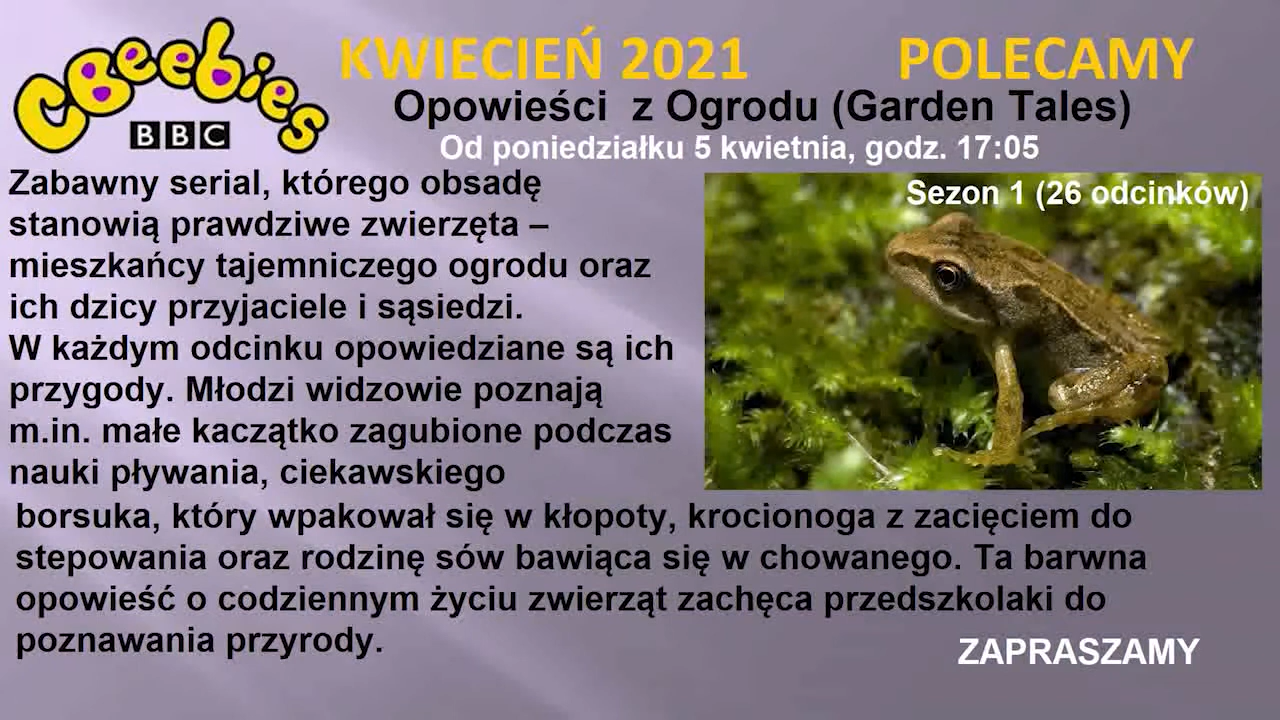 CBeebies
BBC
KWIECIEŃ 2021 POLECAMY
Opowieści z Ogrodu (Garden Tales)
Od poniedziałku 5 kwietnia, godz. 17:05
Sezon 1 (26 odcinków)
Zabawny serial, którego obsadę
stanowią prawdziwe zwierzęta –
mieszkańcy tajemniczego ogrodu oraz
ich dzicy przyjaciele i sąsiedzi.
W każdym odcinku opowiedziane są ich
przygody. Młodzi widzowie poznają
m.in. małe kaczątko zagubione podczas
nauki pływania, ciekawskiego
borsuka, który wpakował się w kłopoty, krocionoga z zacięciem do
stepowania oraz rodzinę sów bawiąca się w chowanego. Ta barwna
opowieść o codziennym życiu zwierząt zachęca przedszkolaki do
poznawania przyrody.
ZAPRASZAMY